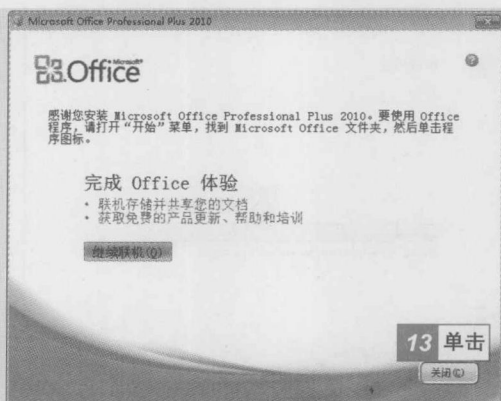 Microsoft Office Professional Plus 2010
Microsoft®
Office
感谢您安装 Microsoft Office Professional Plus 2010。要使用 Office
程序，请打开“开始”菜单，找到 Microsoft Office 文件夹，然后单击程
序图标。
完成 Office 体验
• 联机存储并共享您的文档
• 获取免费的产品更新、帮助和培训
继续联机(O)
13 单击
关闭(C)